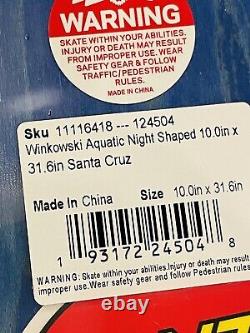 WARNING
SKATE WITHIN YOUR ABILITIES.
INJURY OR DEATH MAY RESULT
FROM IMPROPER USE. WEAR
SAFETY GEAR & FOLLOW
TRAFFIC/PEDESTRIAN
RULES.
MADE IN CHINA
Sku 11116418 --- 124504
Winkowski Aquatic Night Shaped 10.0in x
31.6in Santa Cruz
Made In China Size 10.0in x 31.6in
1 93172 24504 8
Warning: Skate within your abilities.Injury or death may result
from improper use. Wear safety gear and follow Pedestrian rules